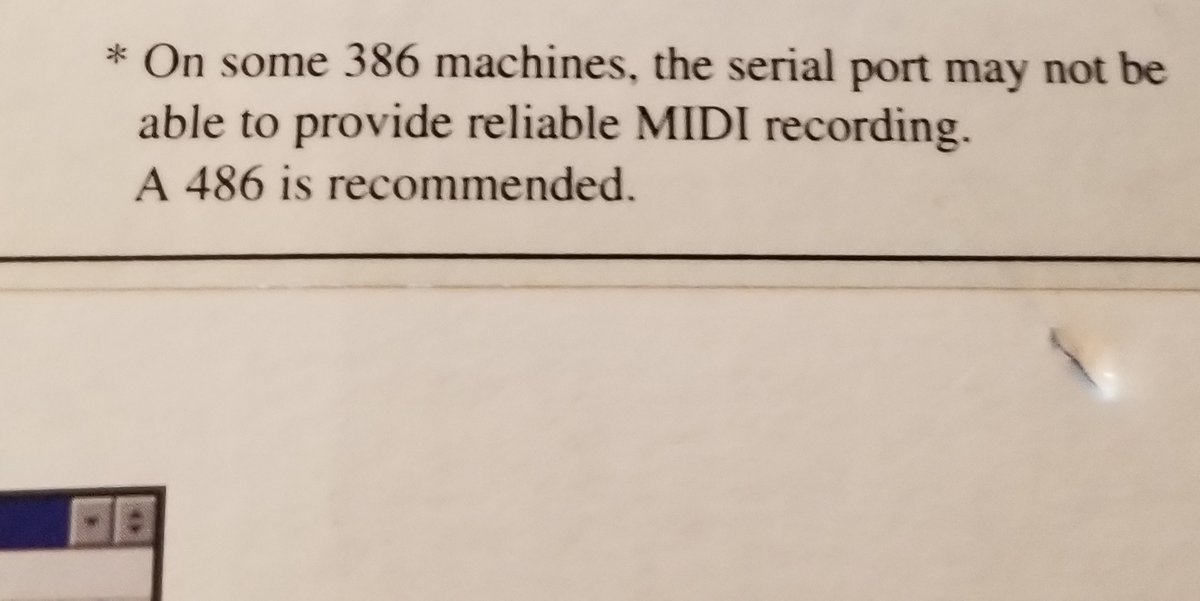 * On some 386 machines, the serial port may not be
able to provide reliable MIDI recording.
A 486 is recommended.